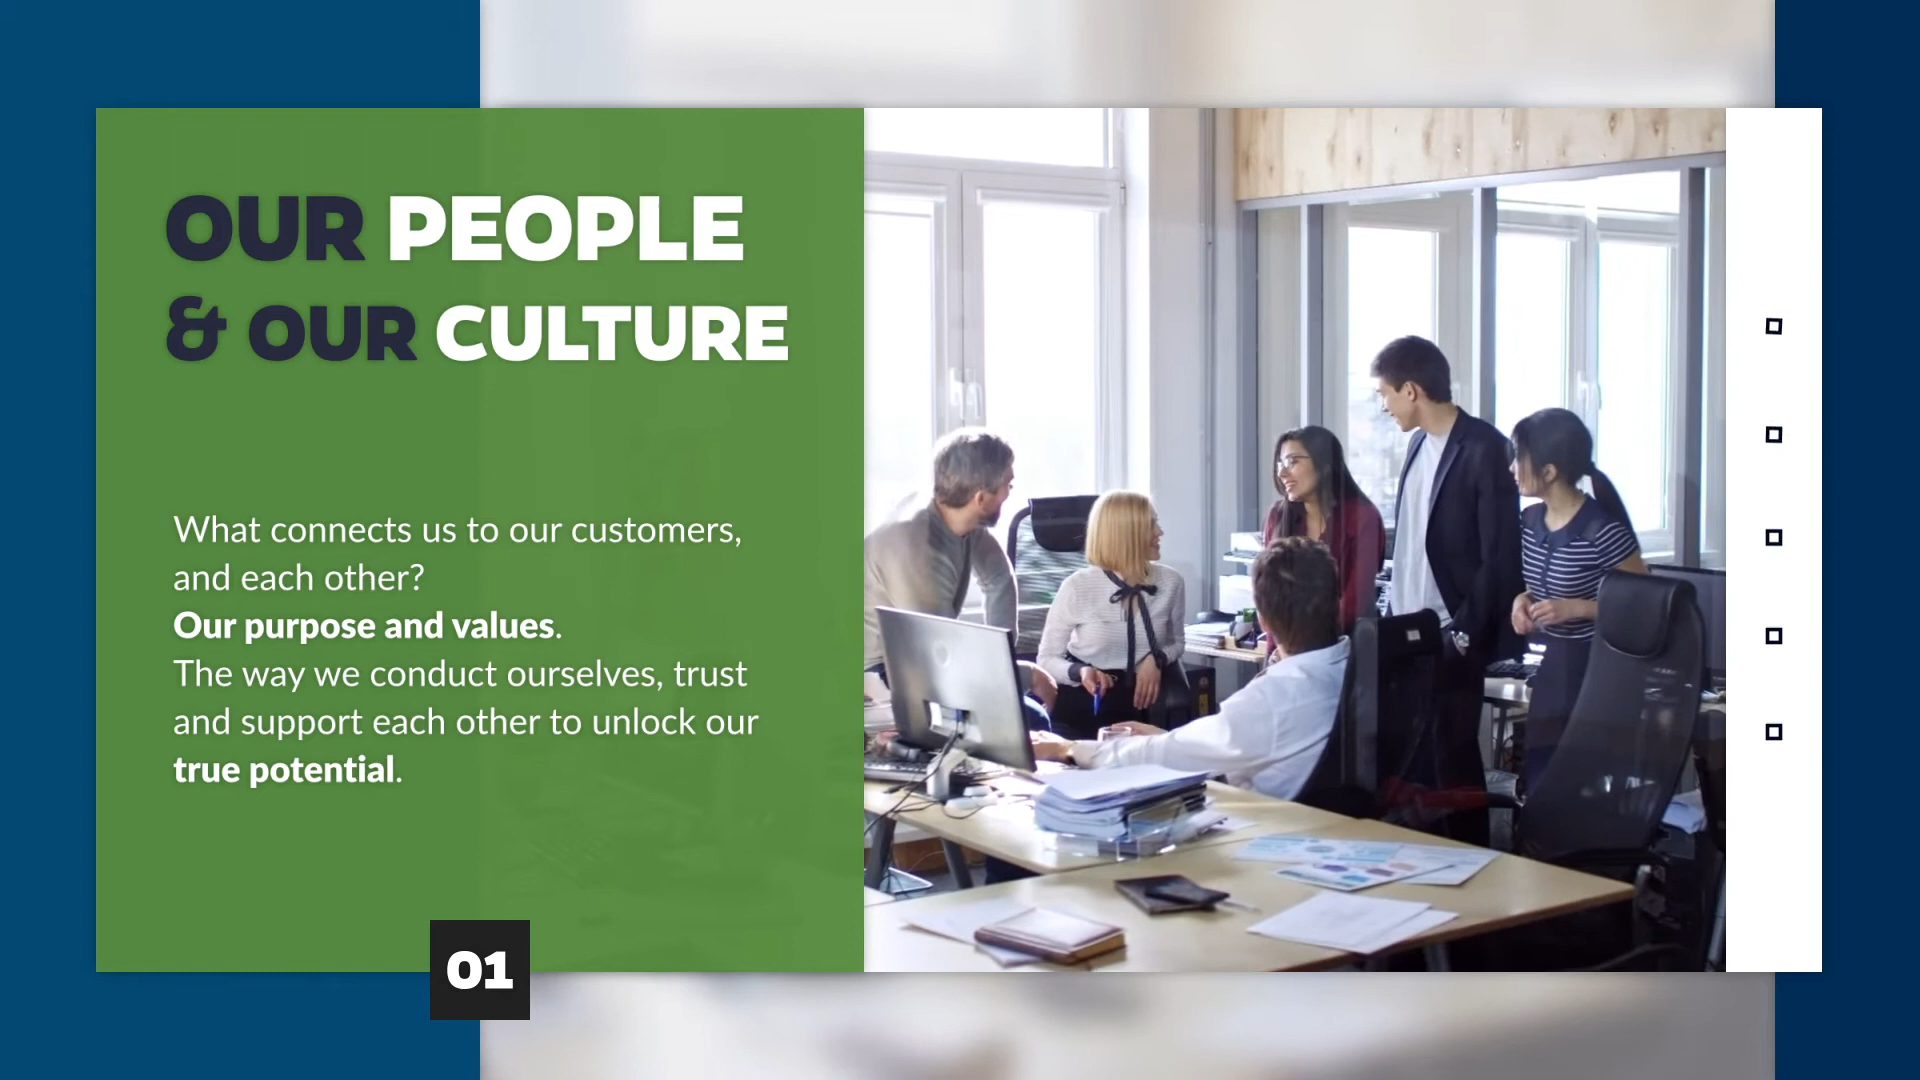 OUR PEOPLE
& OUR CULTURE
What connects us to our customers,
and each other?
Our purpose and values.
The way we conduct ourselves, trust
and support each other to unlock our
true potential.
01